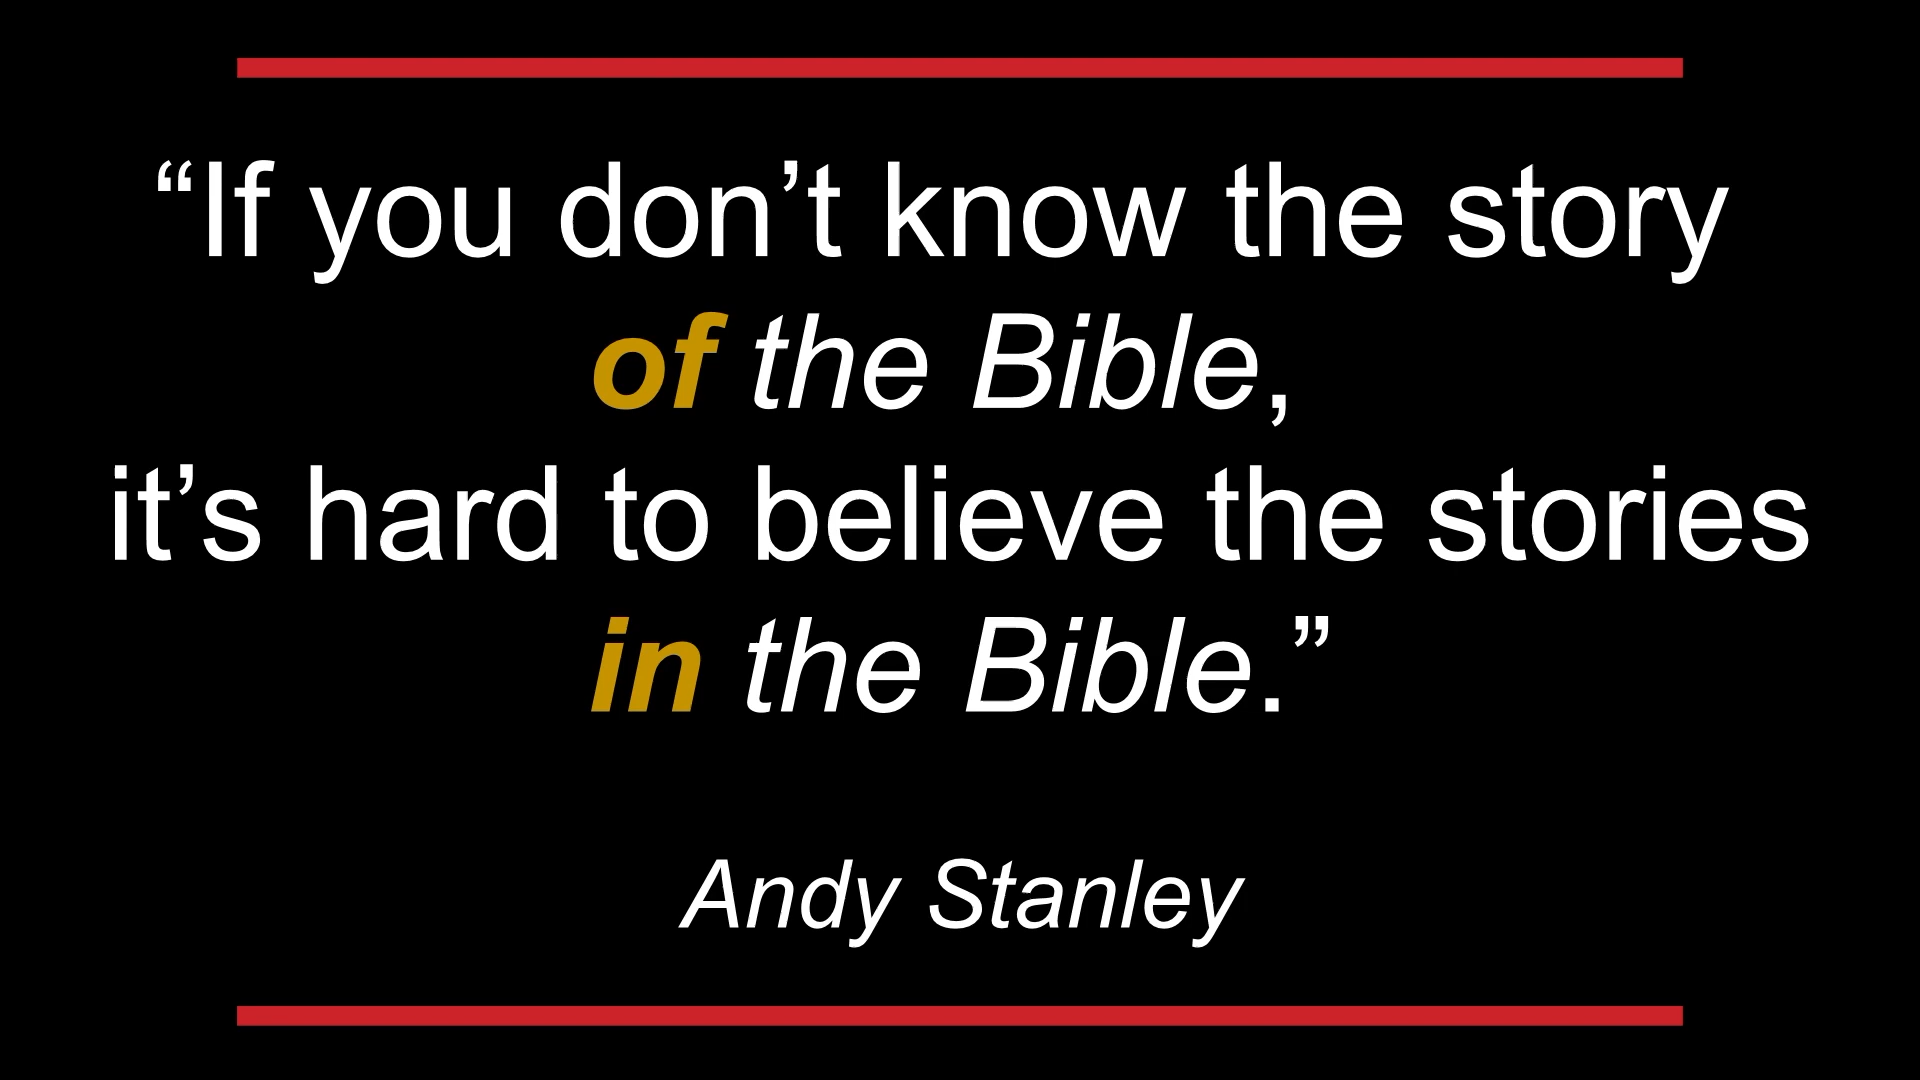 “If you don’t know the story
of the Bible,
it’s hard to believe the stories
in the Bible.”
Andy Stanley